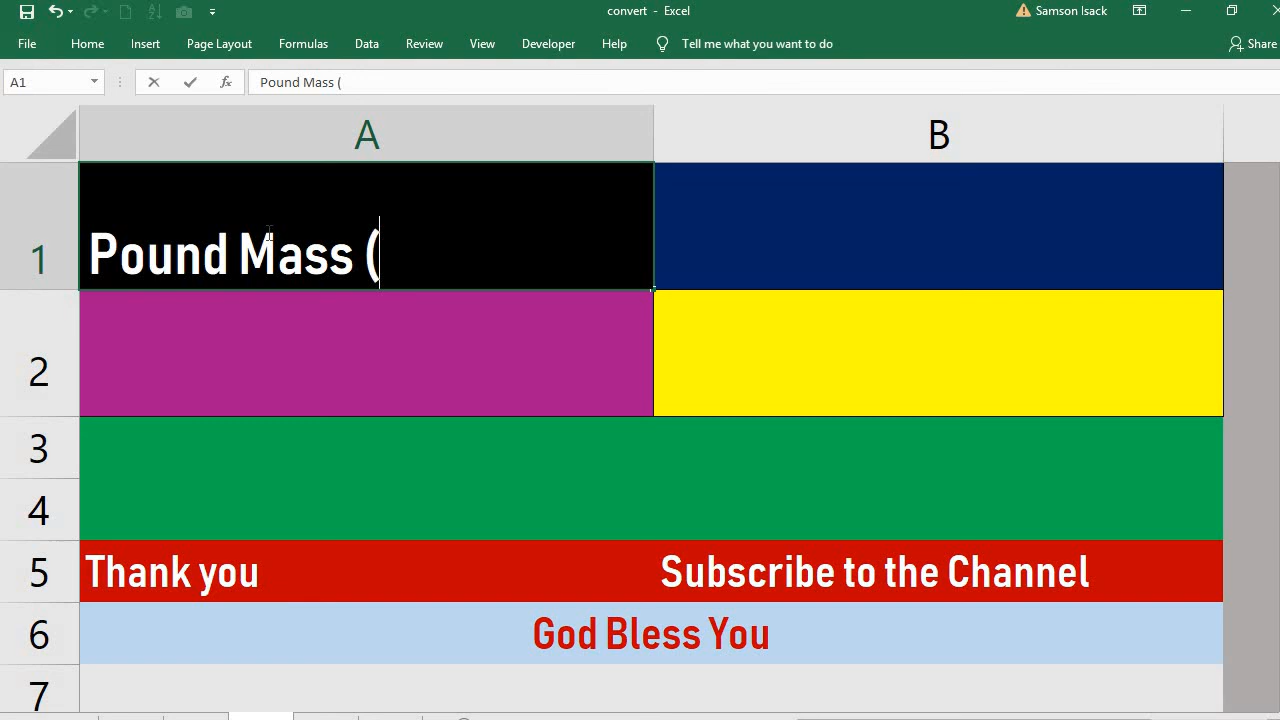 convert - Excel
Samson Isack
File Home Insert Page Layout Formulas Data Review View Developer Help Tell me what you want to do Share
A1 fx Pound Mass (
A B
1 Pound Mass (
2
3
4
5 Thank you Subscribe to the Channel
6 God Bless You
7